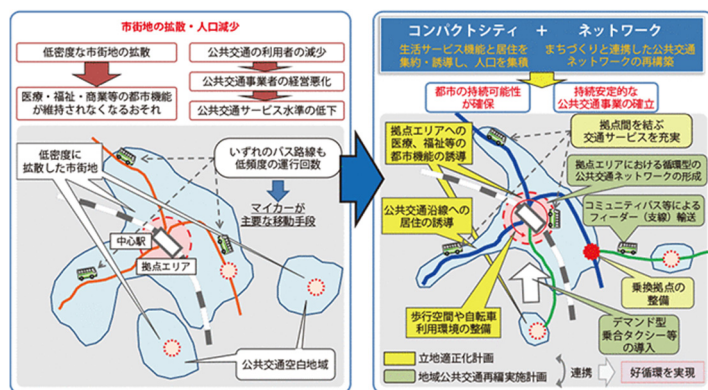 市街地の拡散・人口減少
低密度な市街地の拡散
医療・福祉・商業等の都市機能
が維持されなくなるおそれ
公共交通の利用者の減少
公共交通事業者の経営悪化
公共交通サービス水準の低下
低密度に
拡散した市街地
いずれのバス路線も
低頻度の運行回数
マイカーが
主要な移動手段
中心駅
拠点エリア
公共交通空白地域
コンパクトシティ + ネットワーク
生活サービス機能と居住を
集約・誘導し、人口を集積
まちづくりと連携した公共交通
ネットワークの再構築
都市の持続可能性
が確保
持続安定的な
公共交通事業の確立
拠点エリアへの
医療、福祉等の
都市機能の誘導
拠点間を結ぶ
交通サービスを充実
拠点エリアにおける循環型の
公共交通ネットワークの形成
公共交通沿線への
居住の誘導
コミュニティバス等による
フィーダー(支線)輸送
乗換拠点の
整備
歩行空間や自転車
利用環境の整備
デマンド型
乗合タクシー等
の導入
立地適正化計画
地域公共交通再編実施計画
連携
好循環を実現